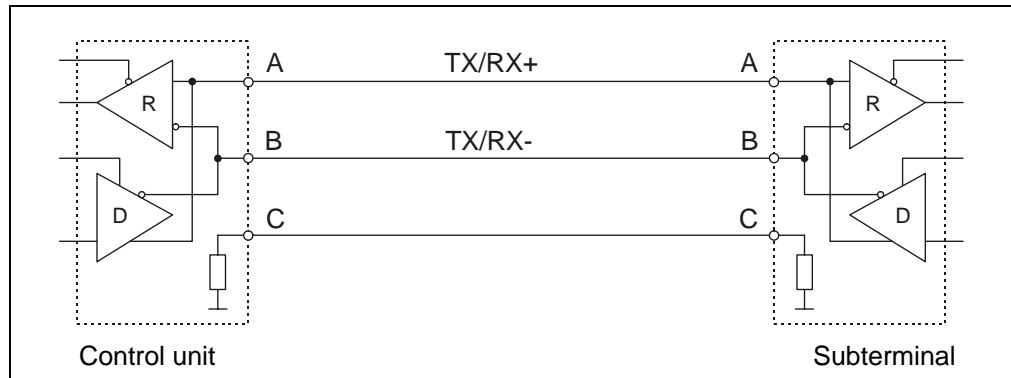 A TX/RX+ A
R R
B TX/RX- B
D D
C C
Control unit Subterminal